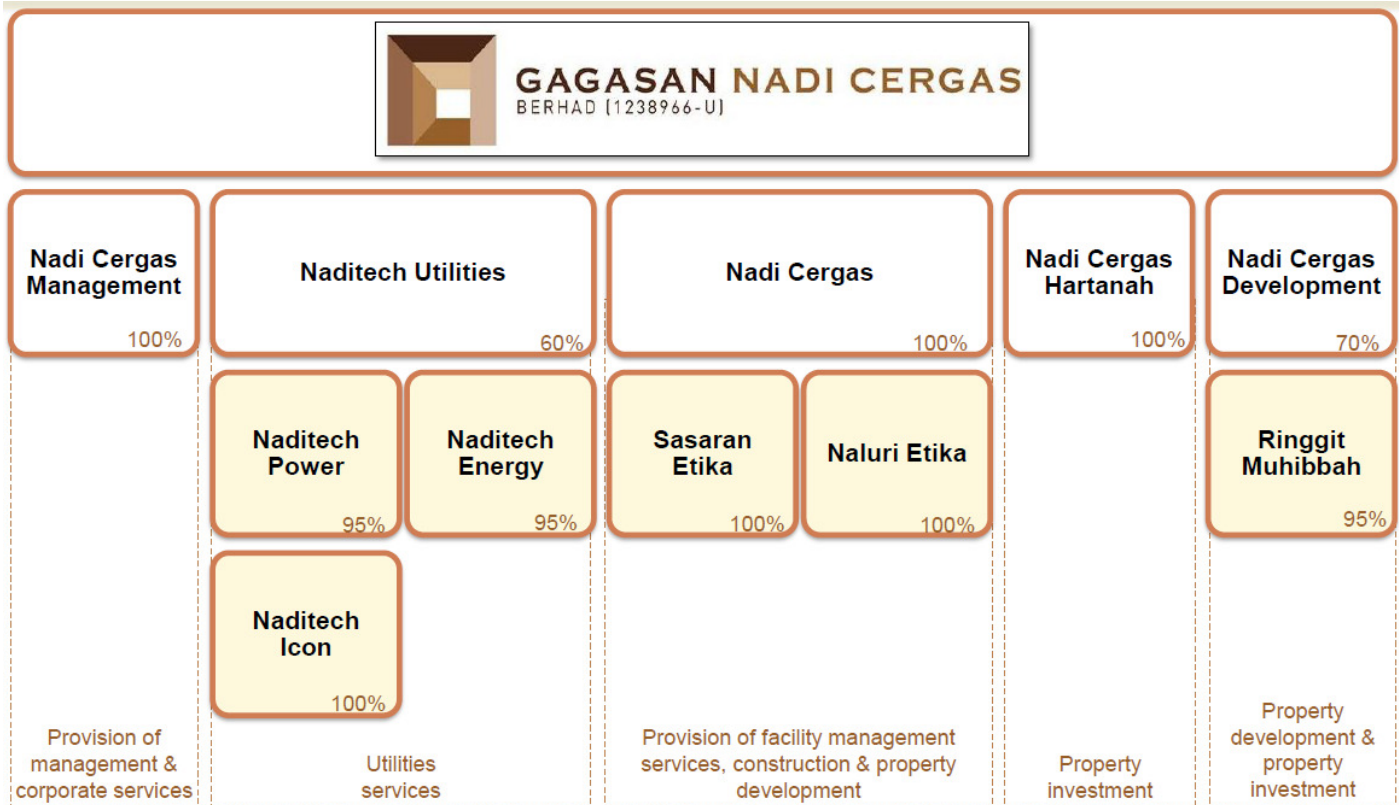 GAGASAN NADI CERGAS
BERHAD (1238966-U)
Nadi Cergas
Management
100%
Naditech Utilities
60%
Nadi Cergas
100%
Nadi Cergas
Hartanah
100%
Nadi Cergas
Development
70%
Naditech
Power
95%
Naditech
Energy
95%
Sasaran
Etika
100%
Naluri Etika
100%
Ringgit
Muhibbah
95%
Naditech
Icon
100%
Provision of
management &
corporate services
Utilities
services
Provision of facility management
services, construction & property
development
Property
investment
Property
development &
property
investment